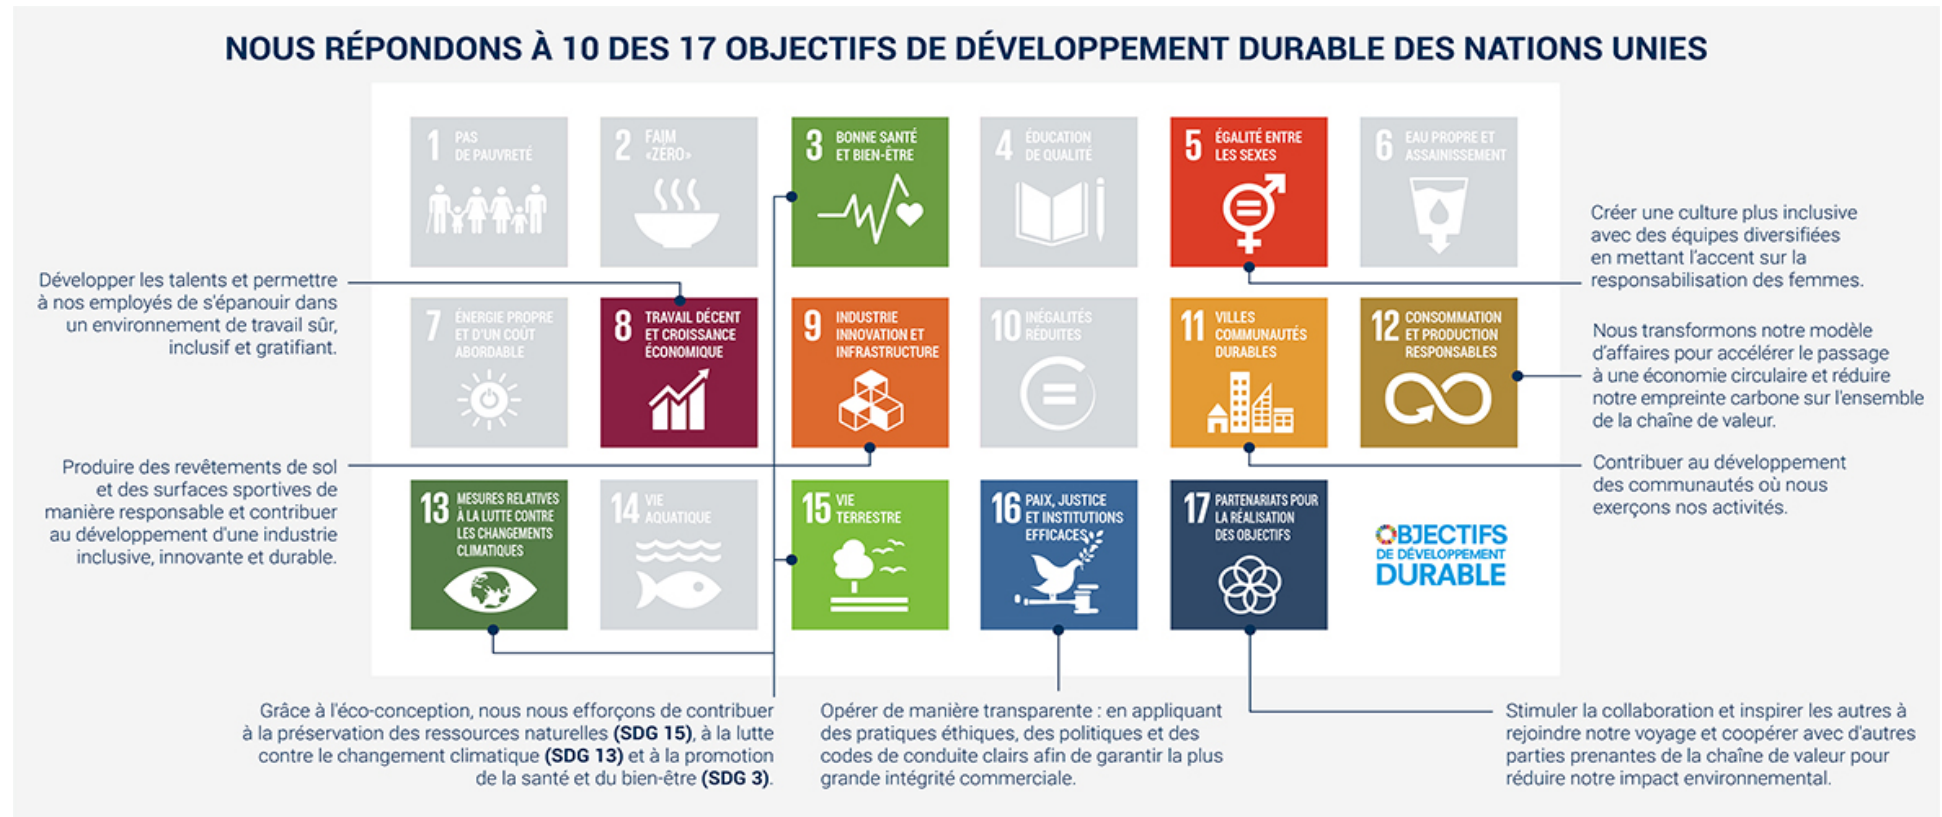 NOUS RÉPONDONS À 10 DES 17 OBJECTIFS DE DÉVELOPPEMENT DURABLE DES NATIONS UNIES
1 PAS
DE PAUVRETÉ
2 FAIM
«ZÉRO»
3 BONNE SANTÉ
ET BIEN-ÊTRE
4 ÉDUCATION
DE QUALITÉ
5 ÉGALITÉ ENTRE
LES SEXES
6 EAU PROPRE ET
ASSAINISSEMENT
Créer une culture plus inclusive
avec des équipes diversifiées
en mettant l'accent sur la
responsabilisation des femmes.
Développer les talents et permettre
à nos employés de s'épanouir dans
un environnement de travail sûr,
inclusif et gratifiant.
7 ÉNERGIE PROPRE
ET D'UN COÛT
ABORDABLE
8 TRAVAIL DÉCENT
ET CROISSANCE
ÉCONOMIQUE
9 INDUSTRIE
INNOVATION ET
INFRASTRUCTURE
10 INÉGALITÉS
RÉDUITES
11 VILLES
COMMUNAUTÉS
DURABLES
12 CONSOMMATION
ET PRODUCTION
RESPONSABLES
Nous transformons notre modèle
d'affaires pour accélérer le passage
à une économie circulaire et réduire
notre empreinte carbone sur l'ensemble
de la chaîne de valeur.
Produire des revêtements de sol
et des surfaces sportives de
manière responsable et contribuer
au développement d'une industrie
inclusive, innovante et durable.
Contribuer au développement
des communautés où nous
exerçons nos activités.
13 MESURES RELATIVES
À LA LUTTE CONTRE
LES CHANGEMENTS
CLIMATIQUES
14 VIE
AQUATIQUE
15 VIE
TERRESTRE
16 PAIX, JUSTICE
ET INSTITUTIONS
EFFICACES
17 PARTENARIATS POUR
LA RÉALISATION
DES OBJECTIFS
OBJECTIFS
DE DÉVELOPPEMENT
DURABLE
Grâce à l'éco-conception, nous nous efforçons de contribuer
à la préservation des ressources naturelles (SDG 15), à la lutte
contre le changement climatique (SDG 13) et à la promotion
de la santé et du bien-être (SDG 3).
Opérer de manière transparente : en appliquant
des pratiques éthiques, des politiques et des
codes de conduite clairs afin de garantir la plus
grande intégrité commerciale.
Stimuler la collaboration et inspirer les autres à
rejoindre notre voyage et coopérer avec d'autres
parties prenantes de la chaîne de valeur pour
réduire notre impact environnemental.